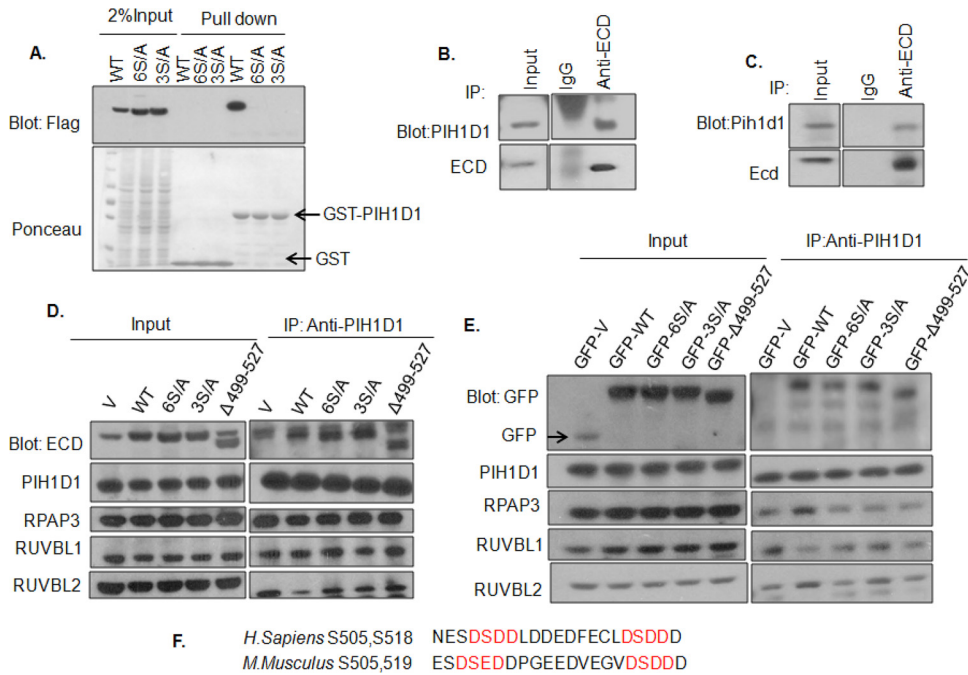 A.
2%Input Pull down
WT 6S/A 3S/A WT 6S/A 3S/A WT 6S/A 3S/A
Blot: Flag
Ponceau
GST-PIH1D1
GST
B.
IP: Input IgG Anti-ECD
Blot:PIH1D1
ECD
C.
IP: Input IgG Anti-ECD
Blot:Pih1d1
Ecd
D.
Input IP: Anti-PIH1D1
V WT 6S/A 3S/A Δ499-527 V WT 6S/A 3S/A Δ499-527
Blot: ECD
PIH1D1
RPAP3
RUVBL1
RUVBL2
E.
Input IP:Anti-PIH1D1
GFP-V GFP-WT GFP-6S/A GFP-3S/A GFP-Δ499-527 GFP-V GFP-WT GFP-6S/A GFP-3S/A GFP-Δ499-527
Blot: GFP
GFP
PIH1D1
RPAP3
RUVBL1
RUVBL2
F.
H.Sapiens S505,S518 NESDSDDLDDEDFECLDSDDD
M.Musculus S505,519 ESDSEDDPGEEDVEGVDSDDD